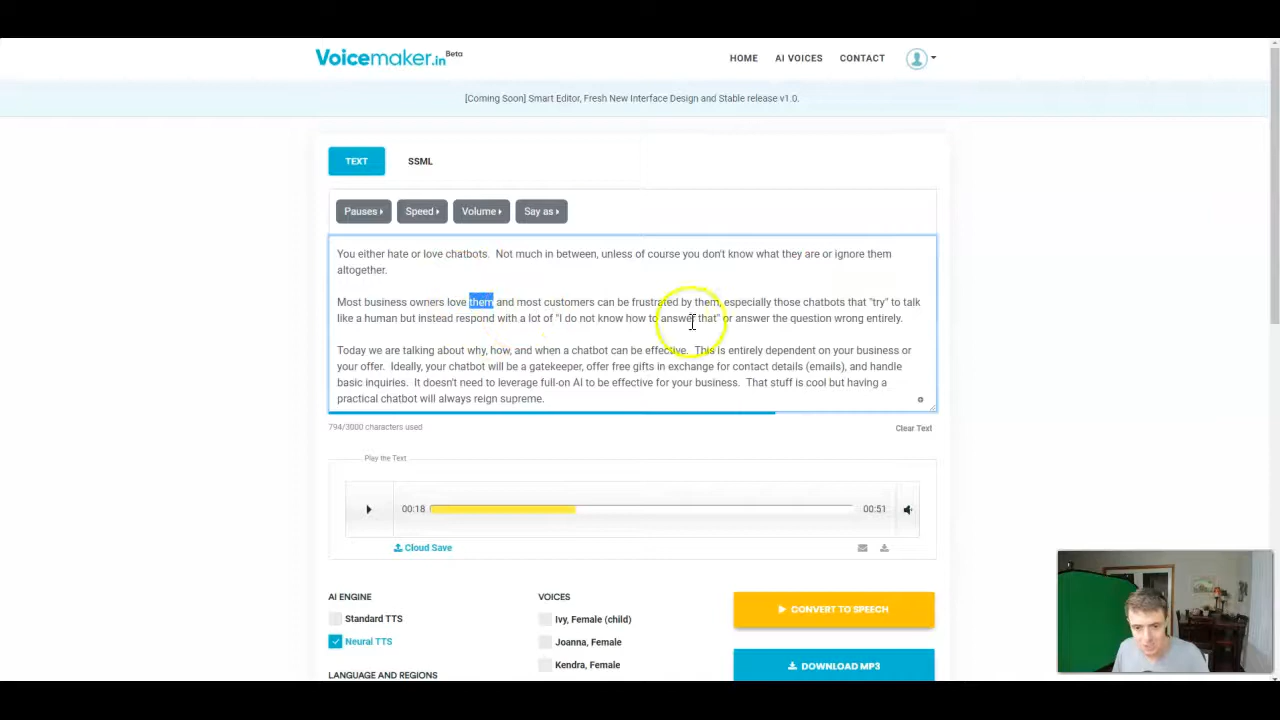 Voicemaker.in Beta
HOME AI VOICES CONTACT
[Coming Soon] Smart Editor, Fresh New Interface Design and Stable release v1.0.
TEXT SSML
Pauses Speed Volume Say as
You either hate or love chatbots.  Not much in between, unless of course you don't know what they are or ignore them
altogether.
Most business owners love them and most customers can be frustrated by them, especially those chatbots that "try" to talk
like a human but instead respond with a lot of "I do not know how to answer that" or answer the question wrong entirely.
Today we are talking about why, how, and when a chatbot can be effective.  This is entirely dependent on your business or
your offer.  Ideally, your chatbot will be a gatekeeper, offer free gifts in exchange for contact details (emails), and handle
basic inquiries.  It doesn't need to leverage full-on AI to be effective for your business.  That stuff is cool but having a
practical chatbot will always reign supreme.
794/3000 characters used Clear Text
Play the Text
00:18 00:51
Cloud Save
AI ENGINE VOICES
Standard TTS Ivy, Female (child) CONVERT TO SPEECH
Neural TTS Joanna, Female
Kendra, Female DOWNLOAD MP3
LANGUAGE AND REGIONS